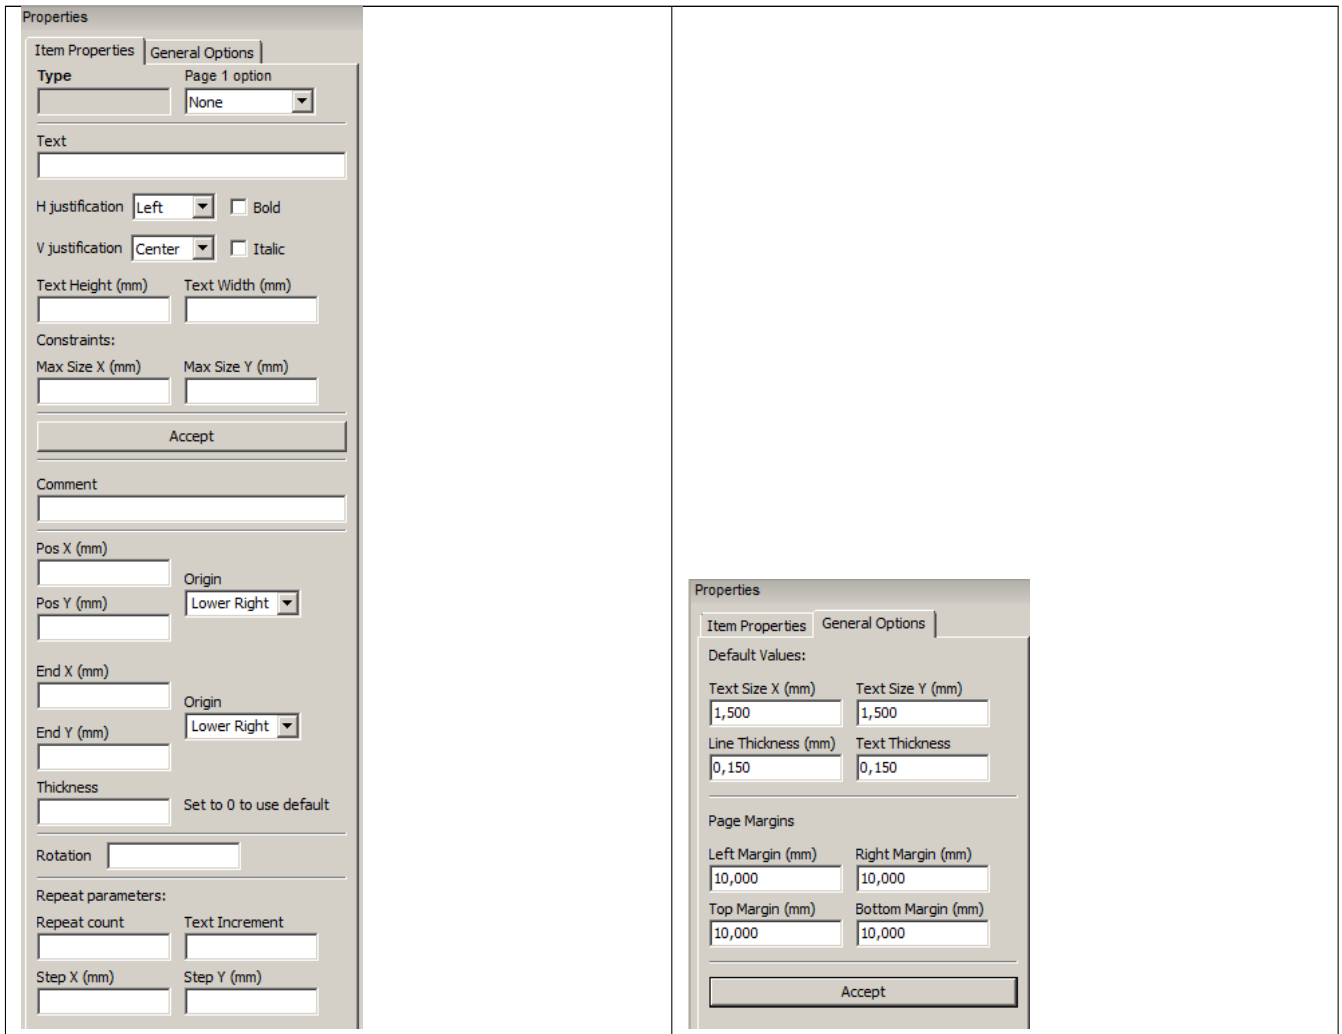 Properties
Item Properties General Options
Type Page 1 option
None
Text
H justification Left Bold
V justification Center Italic
Text Height (mm) Text Width (mm)
Constraints:
Max Size X (mm) Max Size Y (mm)
Accept
Comment
Pos X (mm)
Origin
Pos Y (mm) Lower Right
End X (mm)
Origin
End Y (mm) Lower Right
Thickness
Set to 0 to use default
Rotation
Repeat parameters:
Repeat count Text Increment
Step X (mm) Step Y (mm)
Properties
Item Properties General Options
Default Values:
Text Size X (mm) Text Size Y (mm)
1,500 1,500
Line Thickness (mm) Text Thickness
0,150 0,150
Page Margins
Left Margin (mm) Right Margin (mm)
10,000 10,000
Top Margin (mm) Bottom Margin (mm)
10,000 10,000
Accept